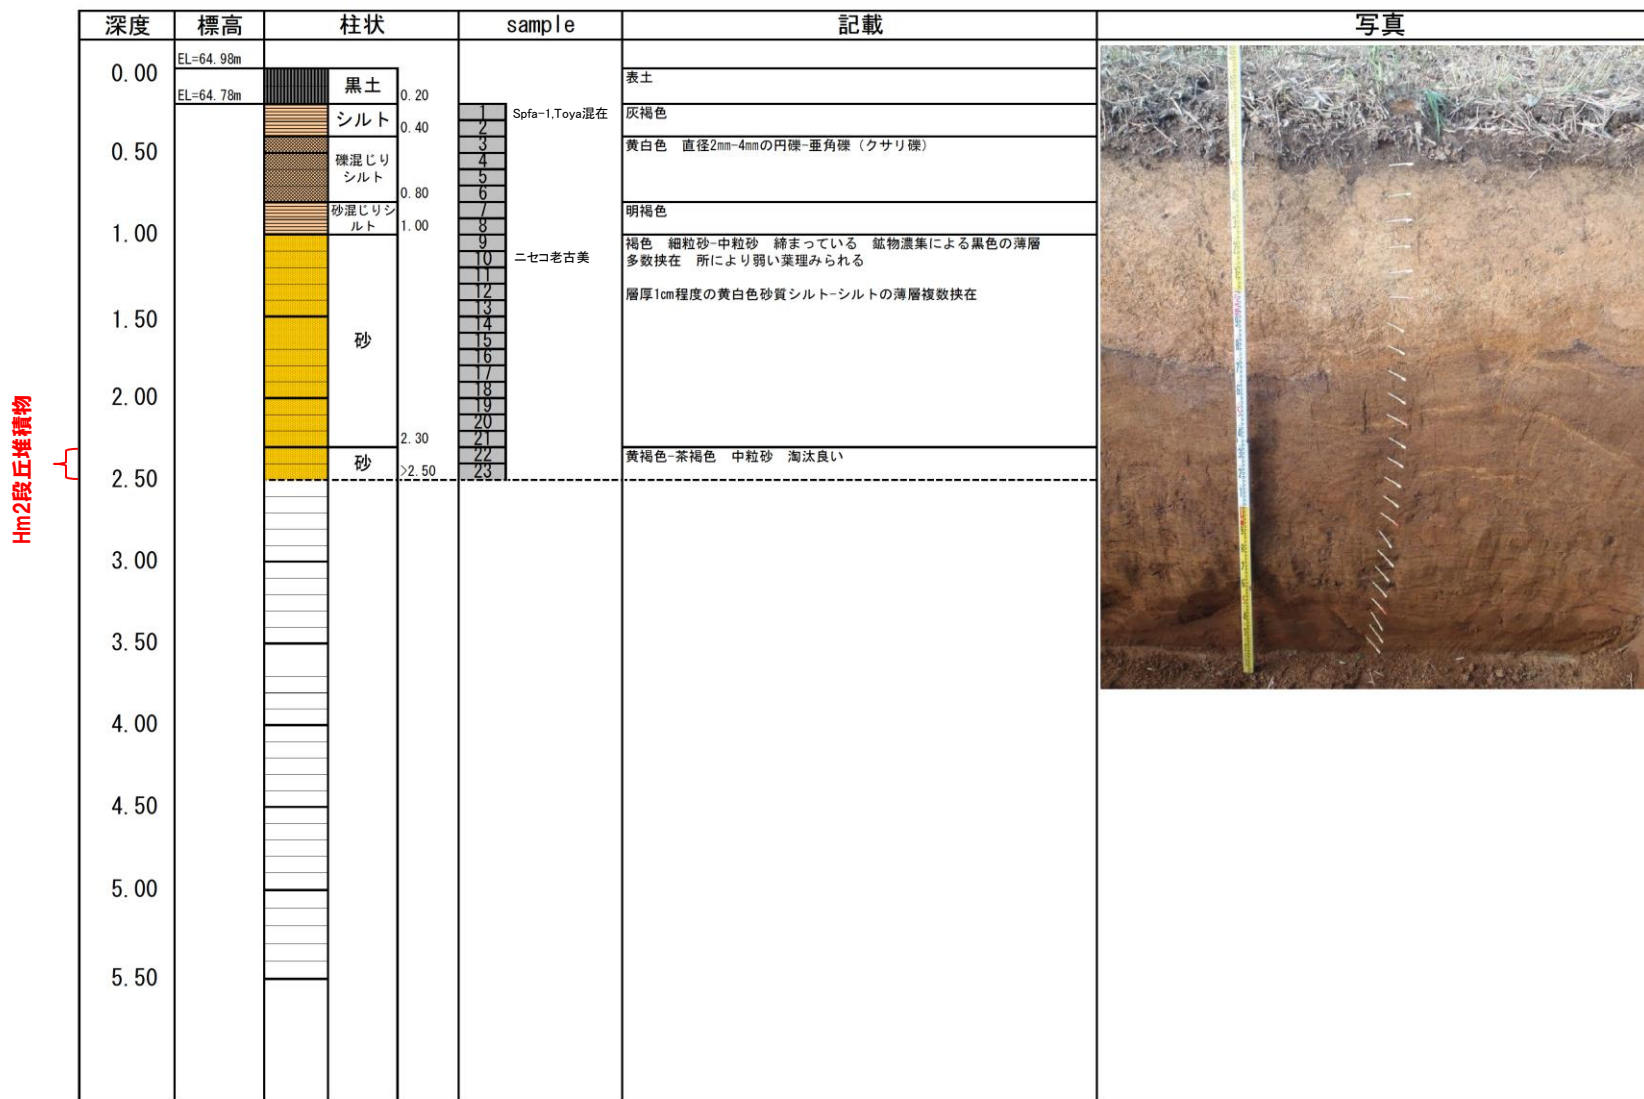 深度 標高 柱状 sample 記載 写真
EL=64.98m
0.00 黒土 表土
EL=64.78m 0.20
シルト 1 Spfa-1,Toya混在 灰褐色
0.40 2
3 黄白色 直径2mm-4mmの円礫-亜角礫（クサリ礫）
0.50 礫混じり 4
シルト 5
0.80 6
砂混じりシ 7 明褐色
ルト 1.00 8
1.00 9 褐色 細粒砂-中粒砂 締まっている 鉱物濃集による黒色の薄層
10 ニセコ老古美 多数挟在 所により弱い葉理みられる
11
12 層厚1cm程度の黄白色砂質シルト-シルトの薄層複数挟在
13
1.50 14
砂 15
16
17
18
2.00 19
20
2.30 21
22 黄褐色-茶褐色 中粒砂 淘汰良い
砂 >2.50 23
2.50
Hm2段丘堆積物
3.00
3.50
4.00
4.50
5.00
5.50